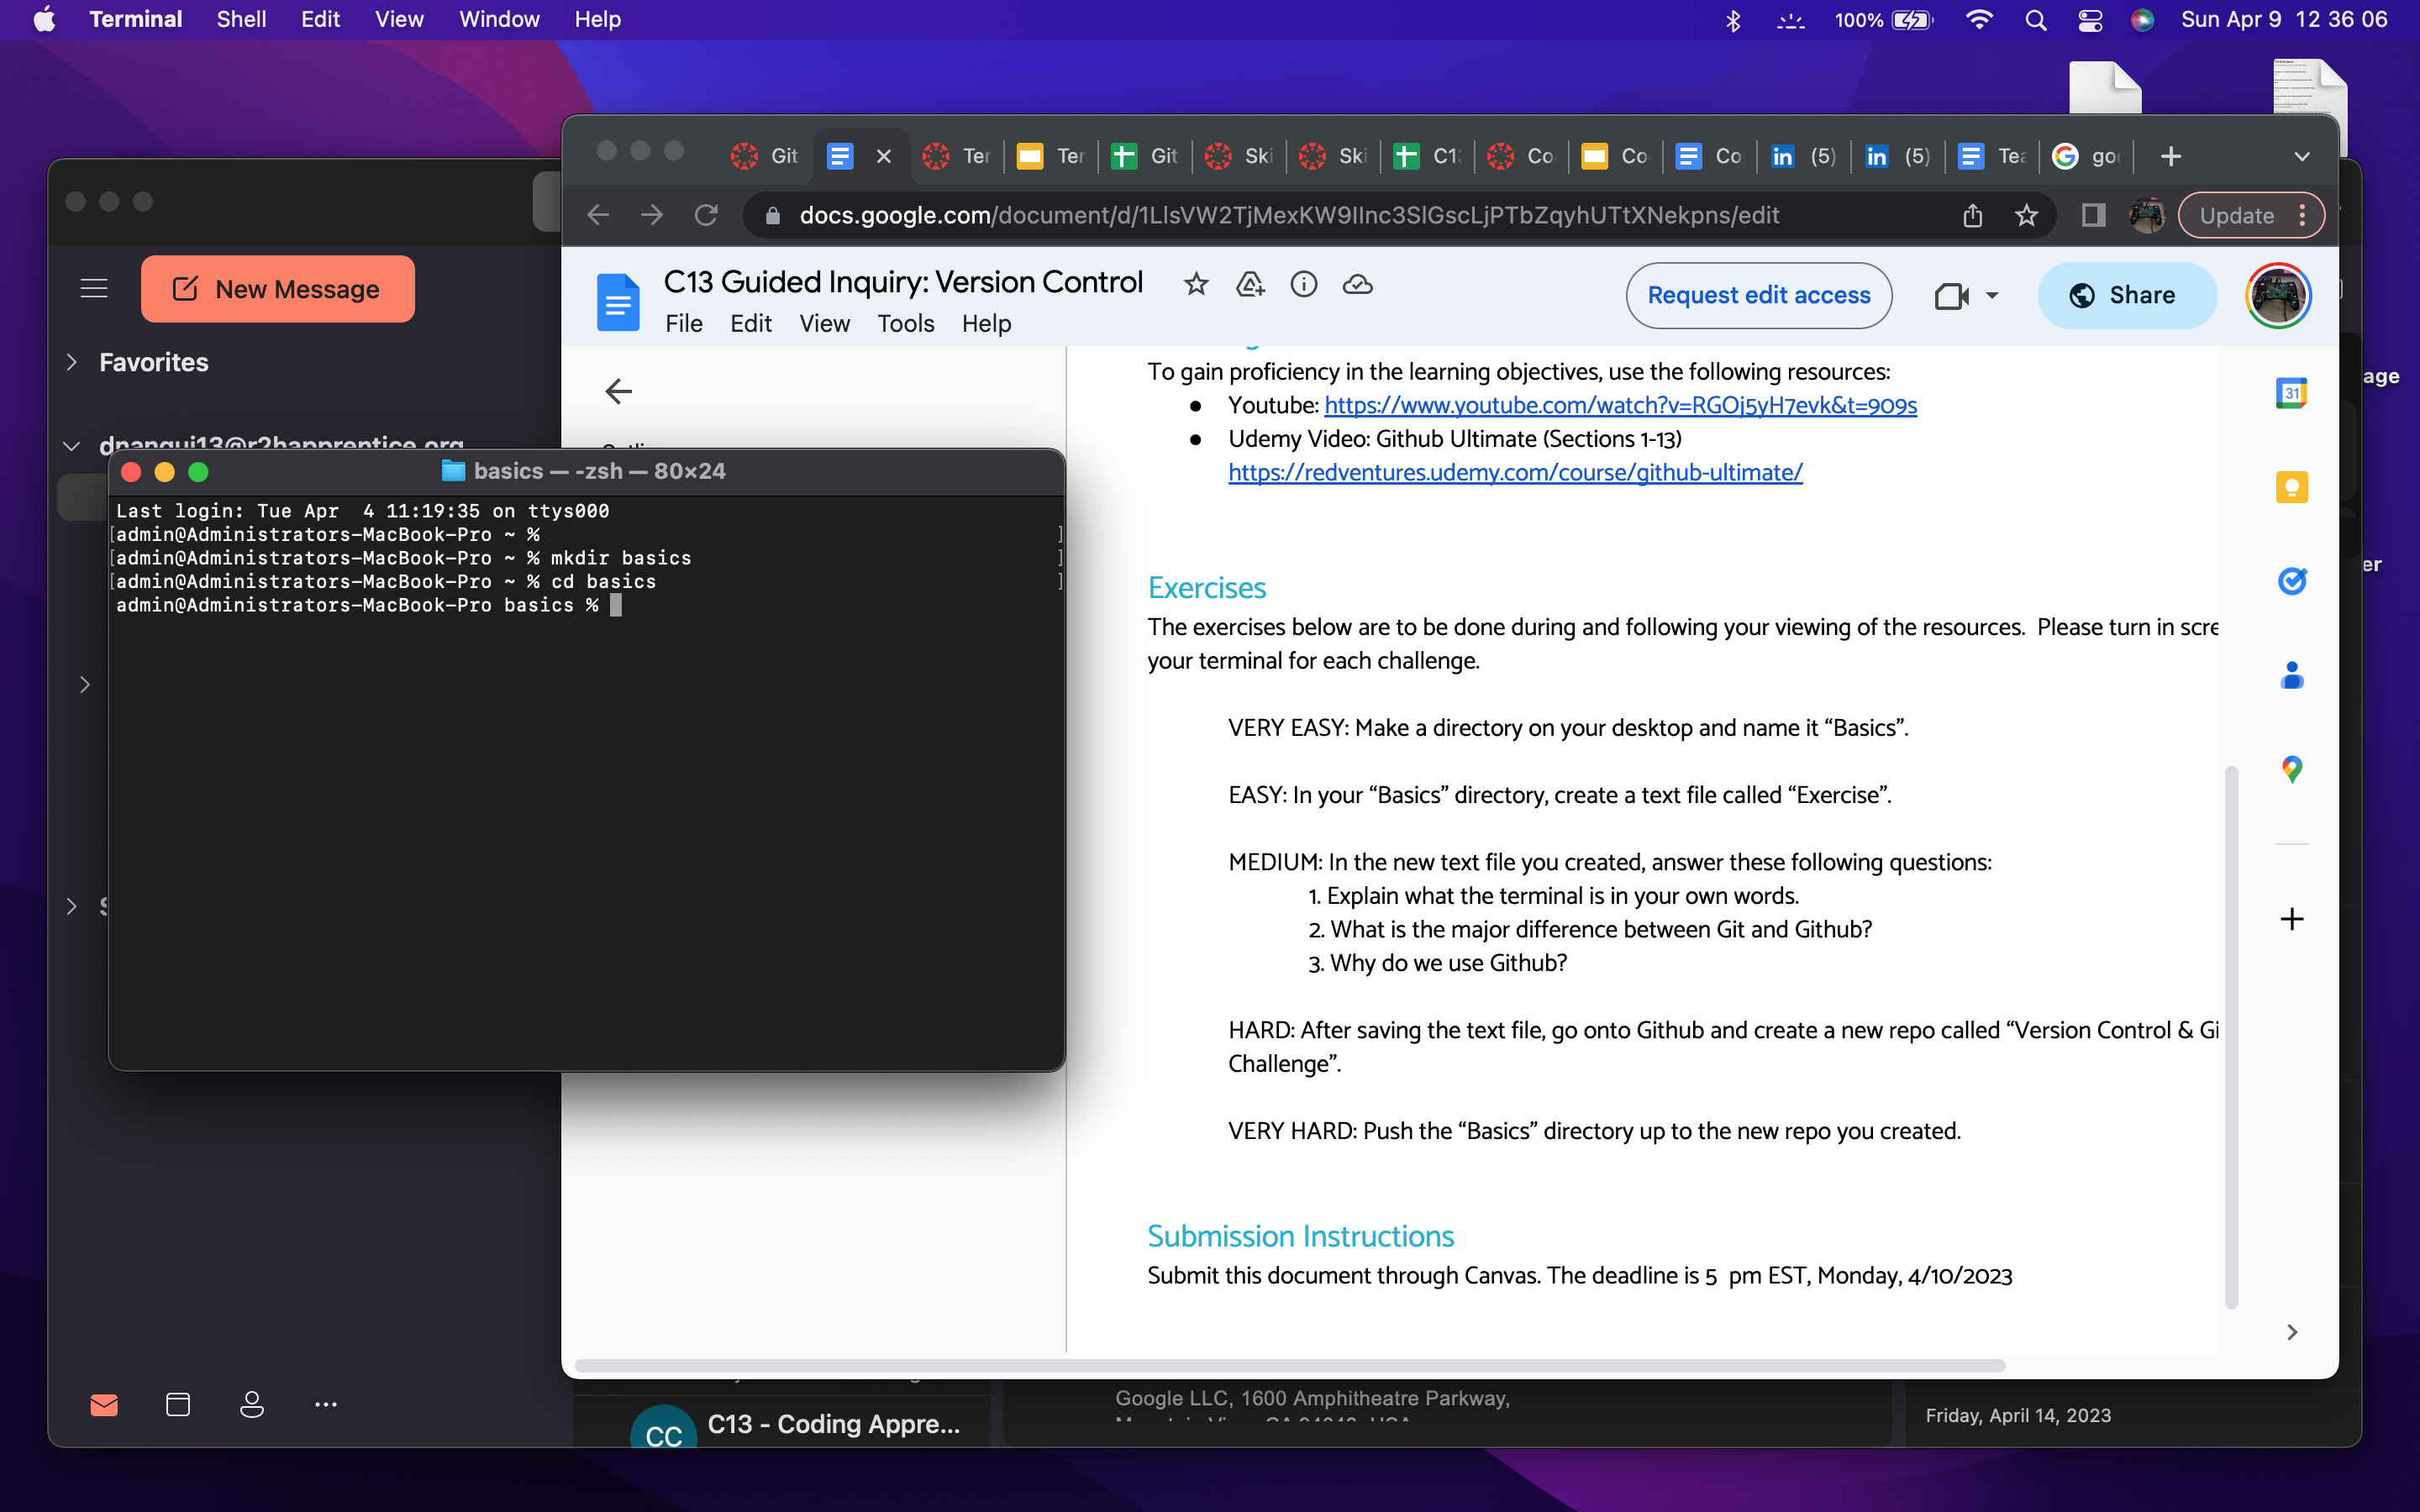 Terminal Shell Edit View Window Help 100% Sun Apr 9 12 36 06
Git Ter Ter Git Ski Ski C1 Co Co Co (5) (5) Tea goo
docs.google.com/document/d/1LlsVW2TjMexKW9IInc3SlGscLjPTbZqyhUTtXNekpns/edit
Update
New Message
Favorites
dnangui13@r2happrentice.org
C13 Guided Inquiry: Version Control
File Edit View Tools Help
Request edit access
Share
31
age
er
To gain proficiency in the learning objectives, use the following resources:
● Youtube: https://www.youtube.com/watch?v=RGOj5yH7evk&t=909s
● Udemy Video: Github Ultimate (Sections 1-13)
https://redventures.udemy.com/course/github-ultimate/
basics — -zsh — 80×24
Last login: Tue Apr  4 11:19:35 on ttys000
[admin@Administrators-MacBook-Pro ~ % ]
[admin@Administrators-MacBook-Pro ~ % mkdir basics ]
[admin@Administrators-MacBook-Pro ~ % cd basics ]
admin@Administrators-MacBook-Pro basics %
Exercises
The exercises below are to be done during and following your viewing of the resources.  Please turn in scre
your terminal for each challenge.
VERY EASY: Make a directory on your desktop and name it “Basics”.
EASY: In your “Basics” directory, create a text file called “Exercise”.
MEDIUM: In the new text file you created, answer these following questions:
1. Explain what the terminal is in your own words.
2. What is the major difference between Git and Github?
3. Why do we use Github?
HARD: After saving the text file, go onto Github and create a new repo called “Version Control & Gi
Challenge”.
VERY HARD: Push the “Basics” directory up to the new repo you created.
Submission Instructions
Submit this document through Canvas. The deadline is 5  pm EST, Monday, 4/10/2023
Google LLC, 1600 Amphitheatre Parkway,
CC
C13 - Coding Appre...
Friday, April 14, 2023